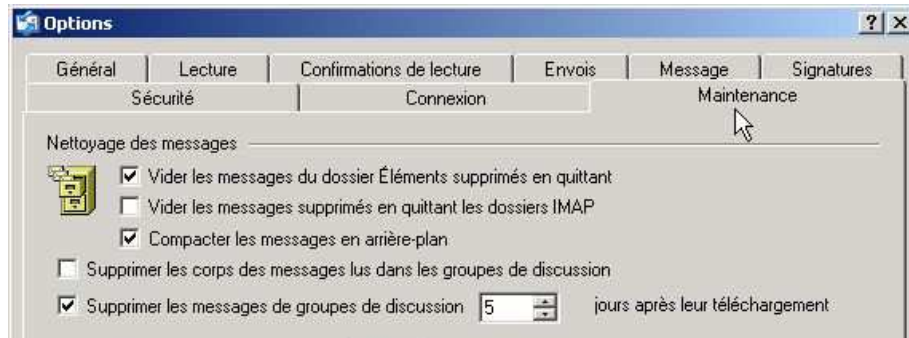 Options
Général Lecture Confirmations de lecture Envois Message Signatures
Sécurité Connexion Maintenance
Nettoyage des messages
Vider les messages du dossier Éléments supprimés en quittant
Vider les messages supprimés en quittant les dossiers IMAP
Compacter les messages en arrière-plan
Supprimer les corps des messages lus dans les groupes de discussion
Supprimer les messages de groupes de discussion 5 jours après leur téléchargement